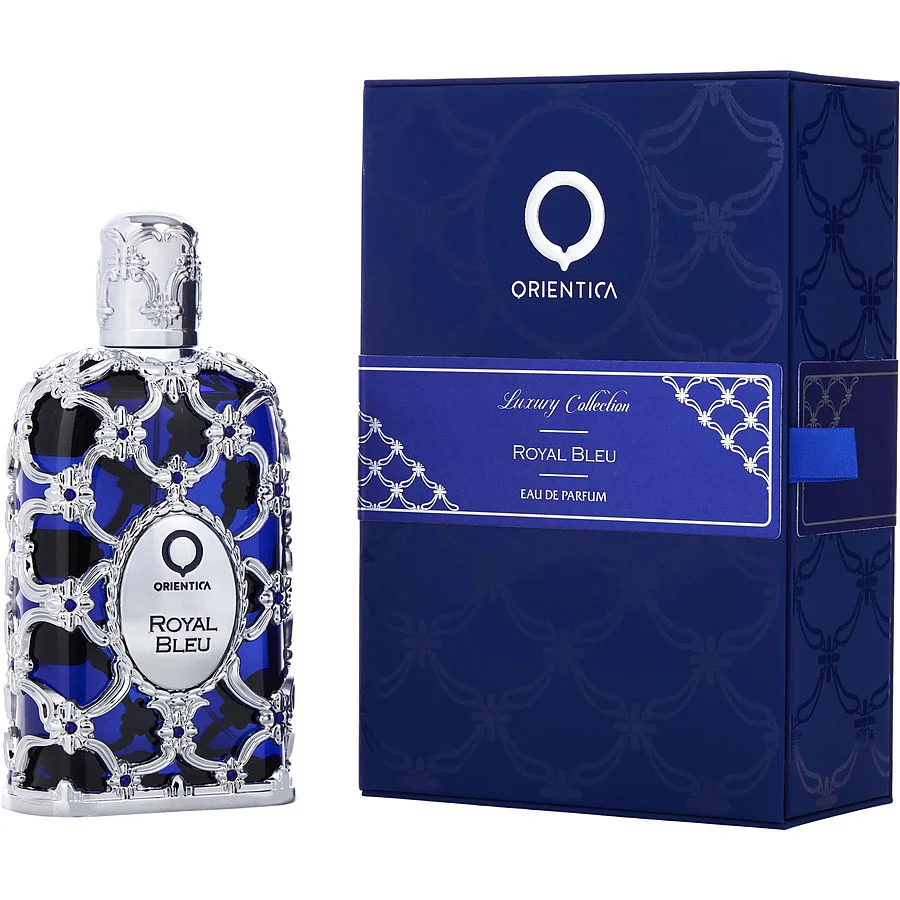 ORIENTICA
Luxury Collection
ROYAL BLEU
EAU DE PARFUM
ORIENTICA
ROYAL
BLEU